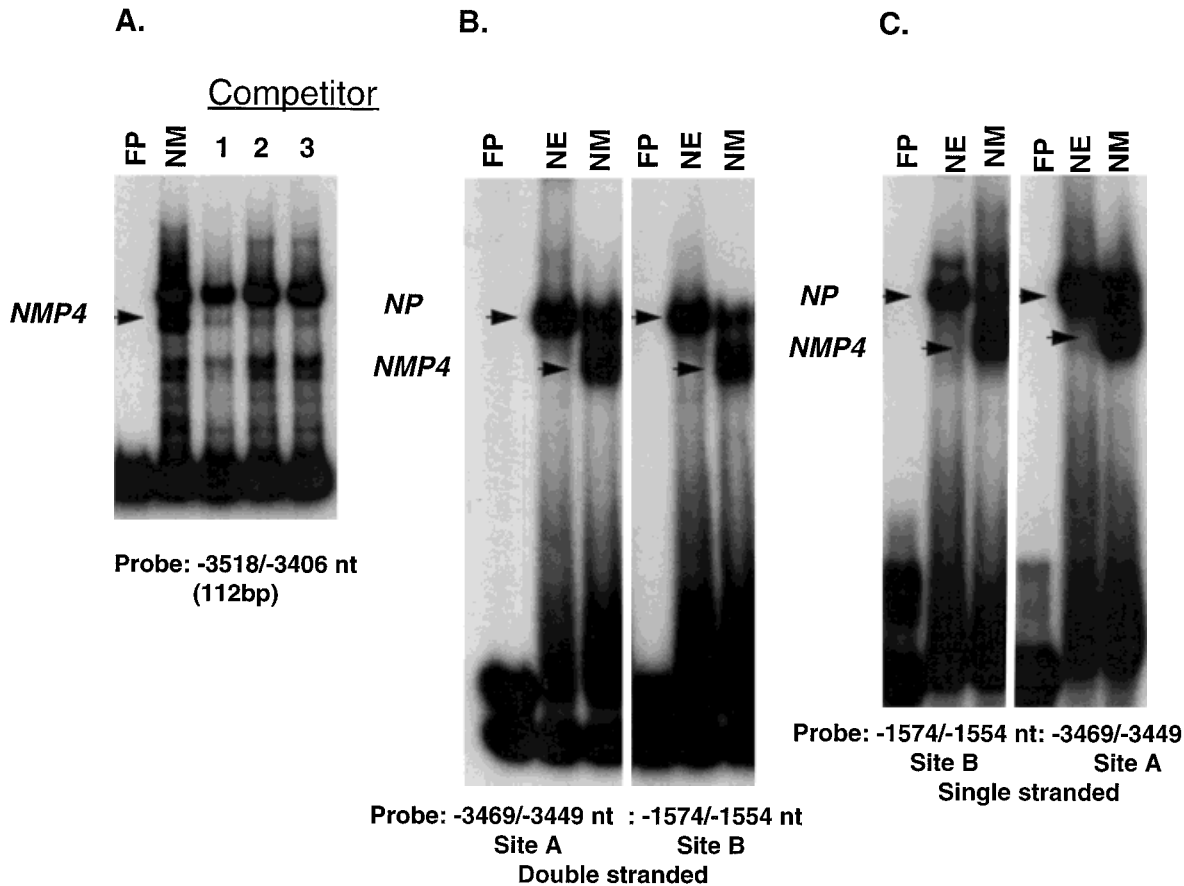 A.
Competitor
FP NM 1 2 3
NMP4
Probe: -3518/-3406 nt
(112bp)
B.
FP NE NM FP NE NM
NP
NMP4
Probe: -3469/-3449 nt : -1574/-1554 nt
Site A Site B
Double stranded
C.
FP NE NM FP NE NM
NP
NMP4
Probe: -1574/-1554 nt: -3469/-3449
Site B Site A
Single stranded